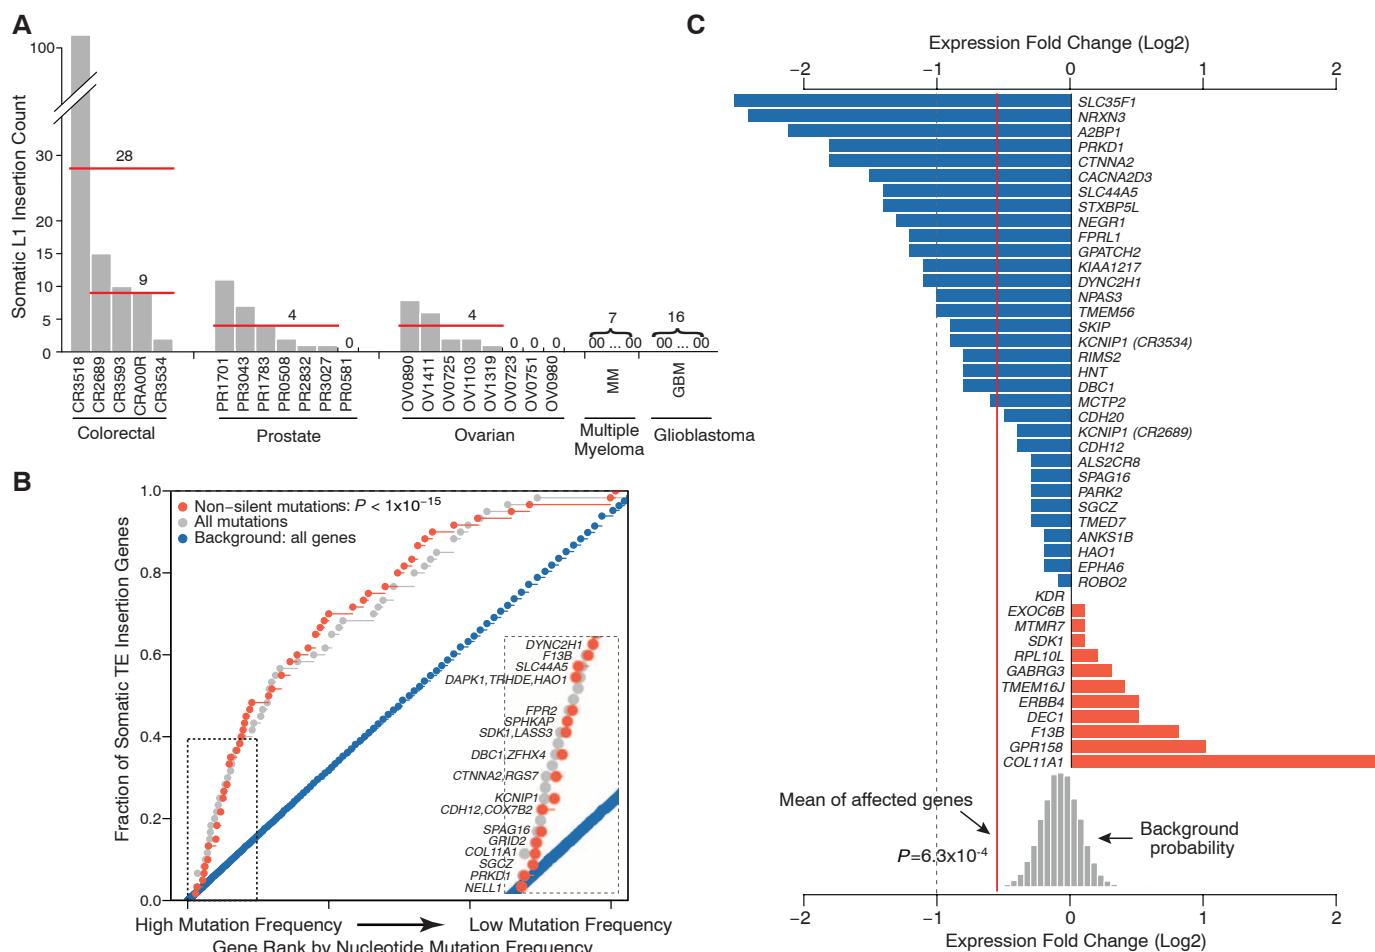 A
Somatic L1 Insertion Count
100
30
20
15
10
5
0
28
9
4
0
4
0 0 0
7
00 ... 00
16
00 ... 00
CR3518
CR2689
CR3593
CRA00R
CR3534
PR1701
PR3043
PR1783
PR0508
PR2832
PR3027
PR0581
OV0890
OV1411
OV0725
OV1103
OV1319
OV0723
OV0751
OV0980
MM
GBM
Colorectal
Prostate
Ovarian
Multiple
Myeloma
Glioblastoma
B
Fraction of Somatic TE Insertion Genes
1.0
0.8
0.6
0.4
0.2
0.0
Non-silent mutations: P < 1x10⁻¹⁵
All mutations
Background: all genes
DYNC2H1
F13B
SLC44A5
DAPK1,TRHDE,HAO1
FPR2
SPHKAP
SDK1,LASS3
DBC1,ZFHX4
CTNNA2,RGS7
KCNIP1
CDH12,COX7B2
SPAG16
GRID2
COL11A1
SGCZ
PRKD1
NELL1
High Mutation Frequency
Low Mutation Frequency
Gene Rank by Nucleotide Mutation Frequency
C
Expression Fold Change (Log2)
−2 −1 0 1 2
SLC35F1
NRXN3
A2BP1
PRKD1
CTNNA2
CACNA2D3
SLC44A5
STXBP5L
NEGR1
FPRL1
GPATCH2
KIAA1217
DYNC2H1
NPAS3
TMEM56
SKIP
KCNIP1 (CR3534)
RIMS2
HNT
DBC1
MCTP2
CDH20
KCNIP1 (CR2689)
CDH12
ALS2CR8
SPAG16
PARK2
SGCZ
TMED7
ANKS1B
HAO1
EPHA6
ROBO2
KDR
EXOC6B
MTMR7
SDK1
RPL10L
GABRG3
TMEM16J
ERBB4
DEC1
F13B
GPR158
COL11A1
Mean of affected genes
P=6.3x10⁻⁴
Background
probability
−2 −1 0 1 2
Expression Fold Change (Log2)